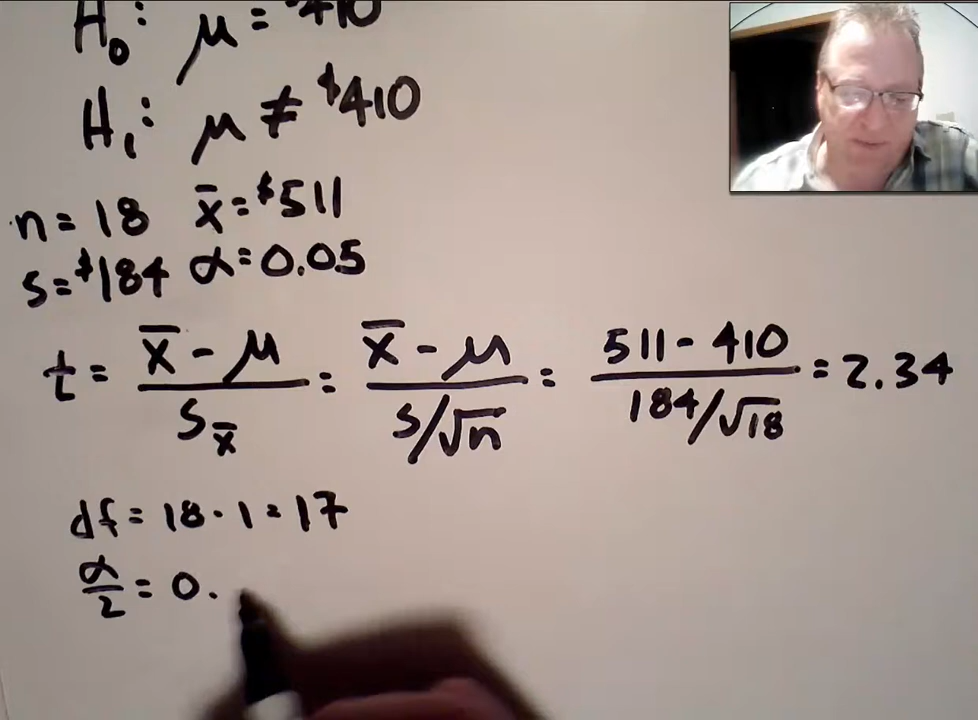 H₀: μ = $410
H₁: μ ≠ $410
n = 18 x̄ = $511
s = $184 α = 0.05
t = (x̄ - μ)/s_x̄ = (x̄ - μ)/(s/√n) = (511 - 410)/(184/√18) = 2.34
df = 18 - 1 = 17
α/2 = 0.